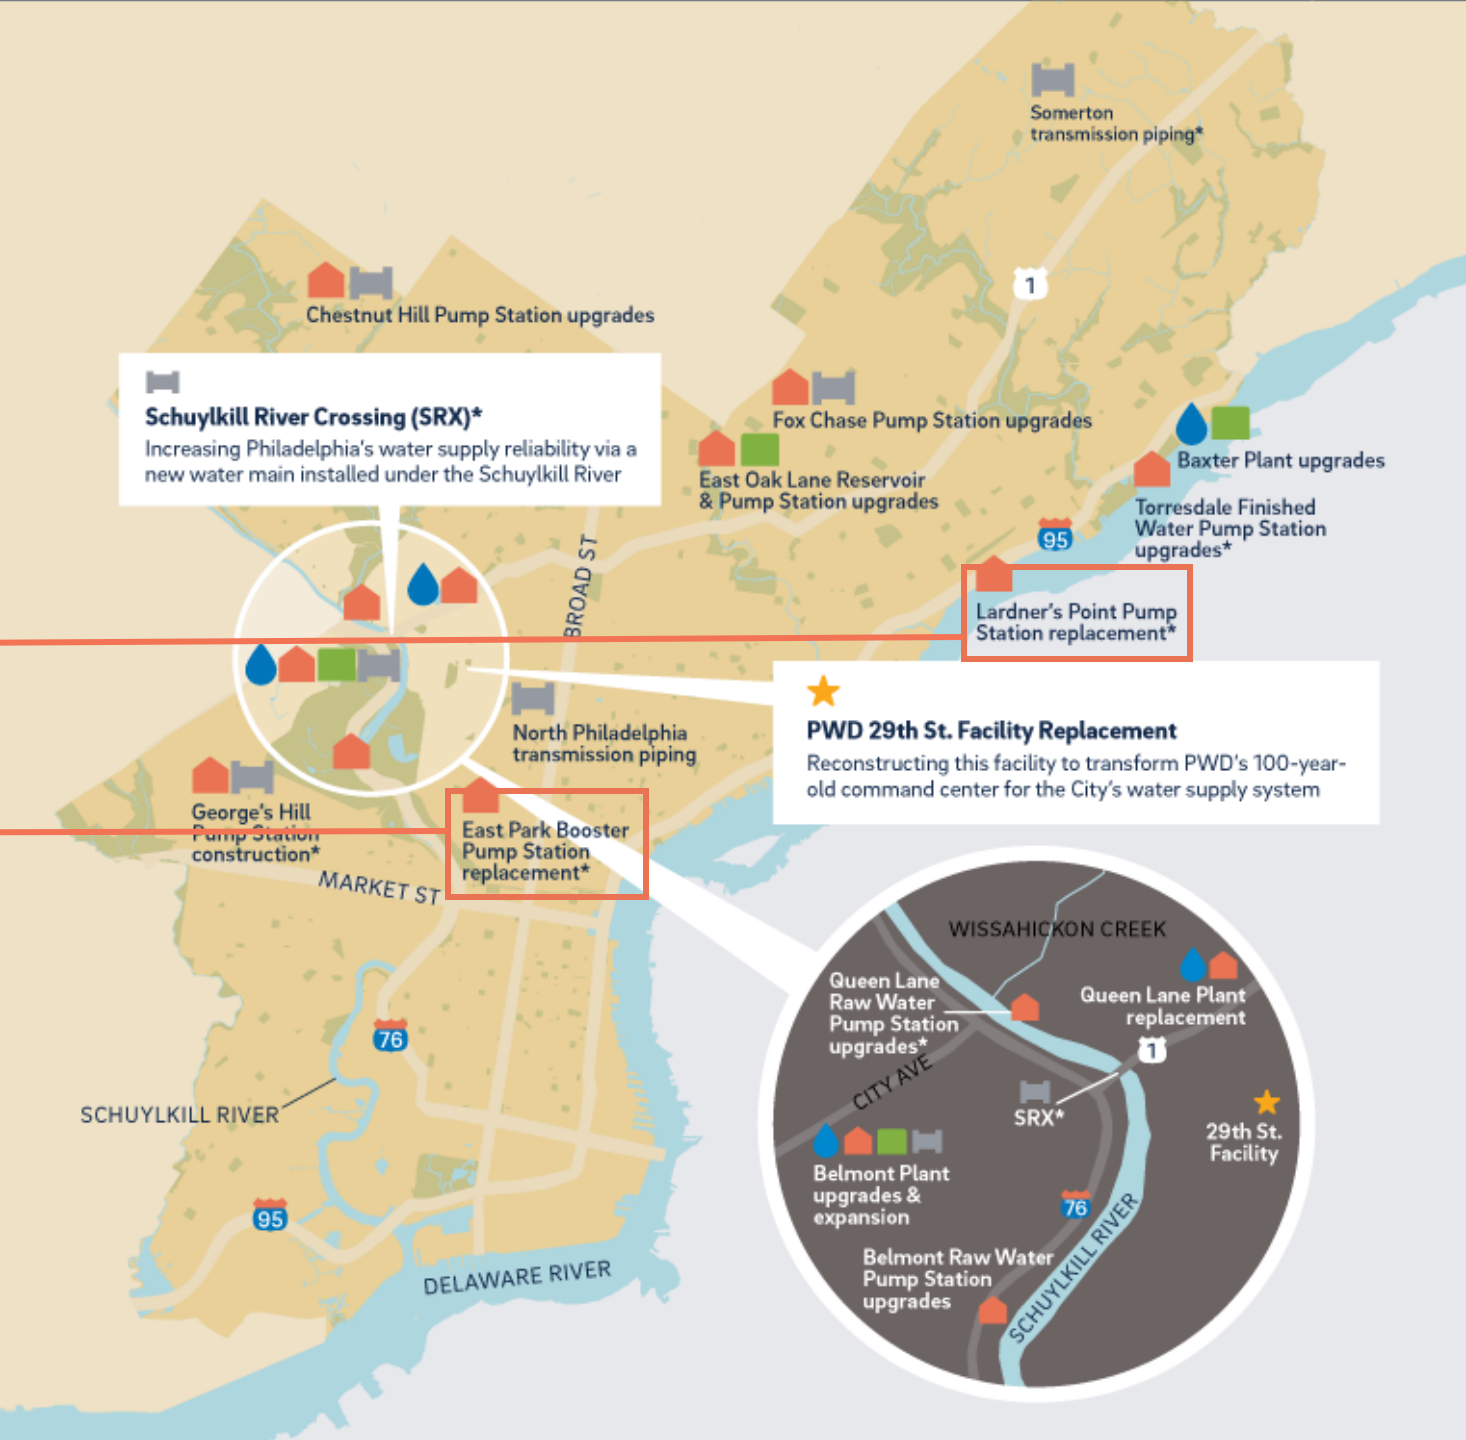 Somerton
transmission piping*
1
Chestnut Hill Pump Station upgrades
Schuylkill River Crossing (SRX)*
Increasing Philadelphia's water supply reliability via a
new water main installed under the Schuylkill River
Fox Chase Pump Station upgrades
East Oak Lane Reservoir
& Pump Station upgrades
Baxter Plant upgrades
Torresdale Finished
Water Pump Station
upgrades*
95
BROAD ST
Lardner's Point Pump
Station replacement*
PWD 29th St. Facility Replacement
Reconstructing this facility to transform PWD's 100-year-
old command center for the City's water supply system
North Philadelphia
transmission piping
George's Hill
Pump Station
construction*
East Park Booster
Pump Station
replacement*
MARKET ST
76
SCHUYLKILL RIVER
95
DELAWARE RIVER
WISSAHICKON CREEK
Queen Lane
Raw Water
Pump Station
upgrades*
Queen Lane Plant
replacement
1
CITY AVE
SRX*
29th St.
Facility
Belmont Plant
upgrades &
expansion
76
SCHUYLKILL RIVER
Belmont Raw Water
Pump Station
upgrades